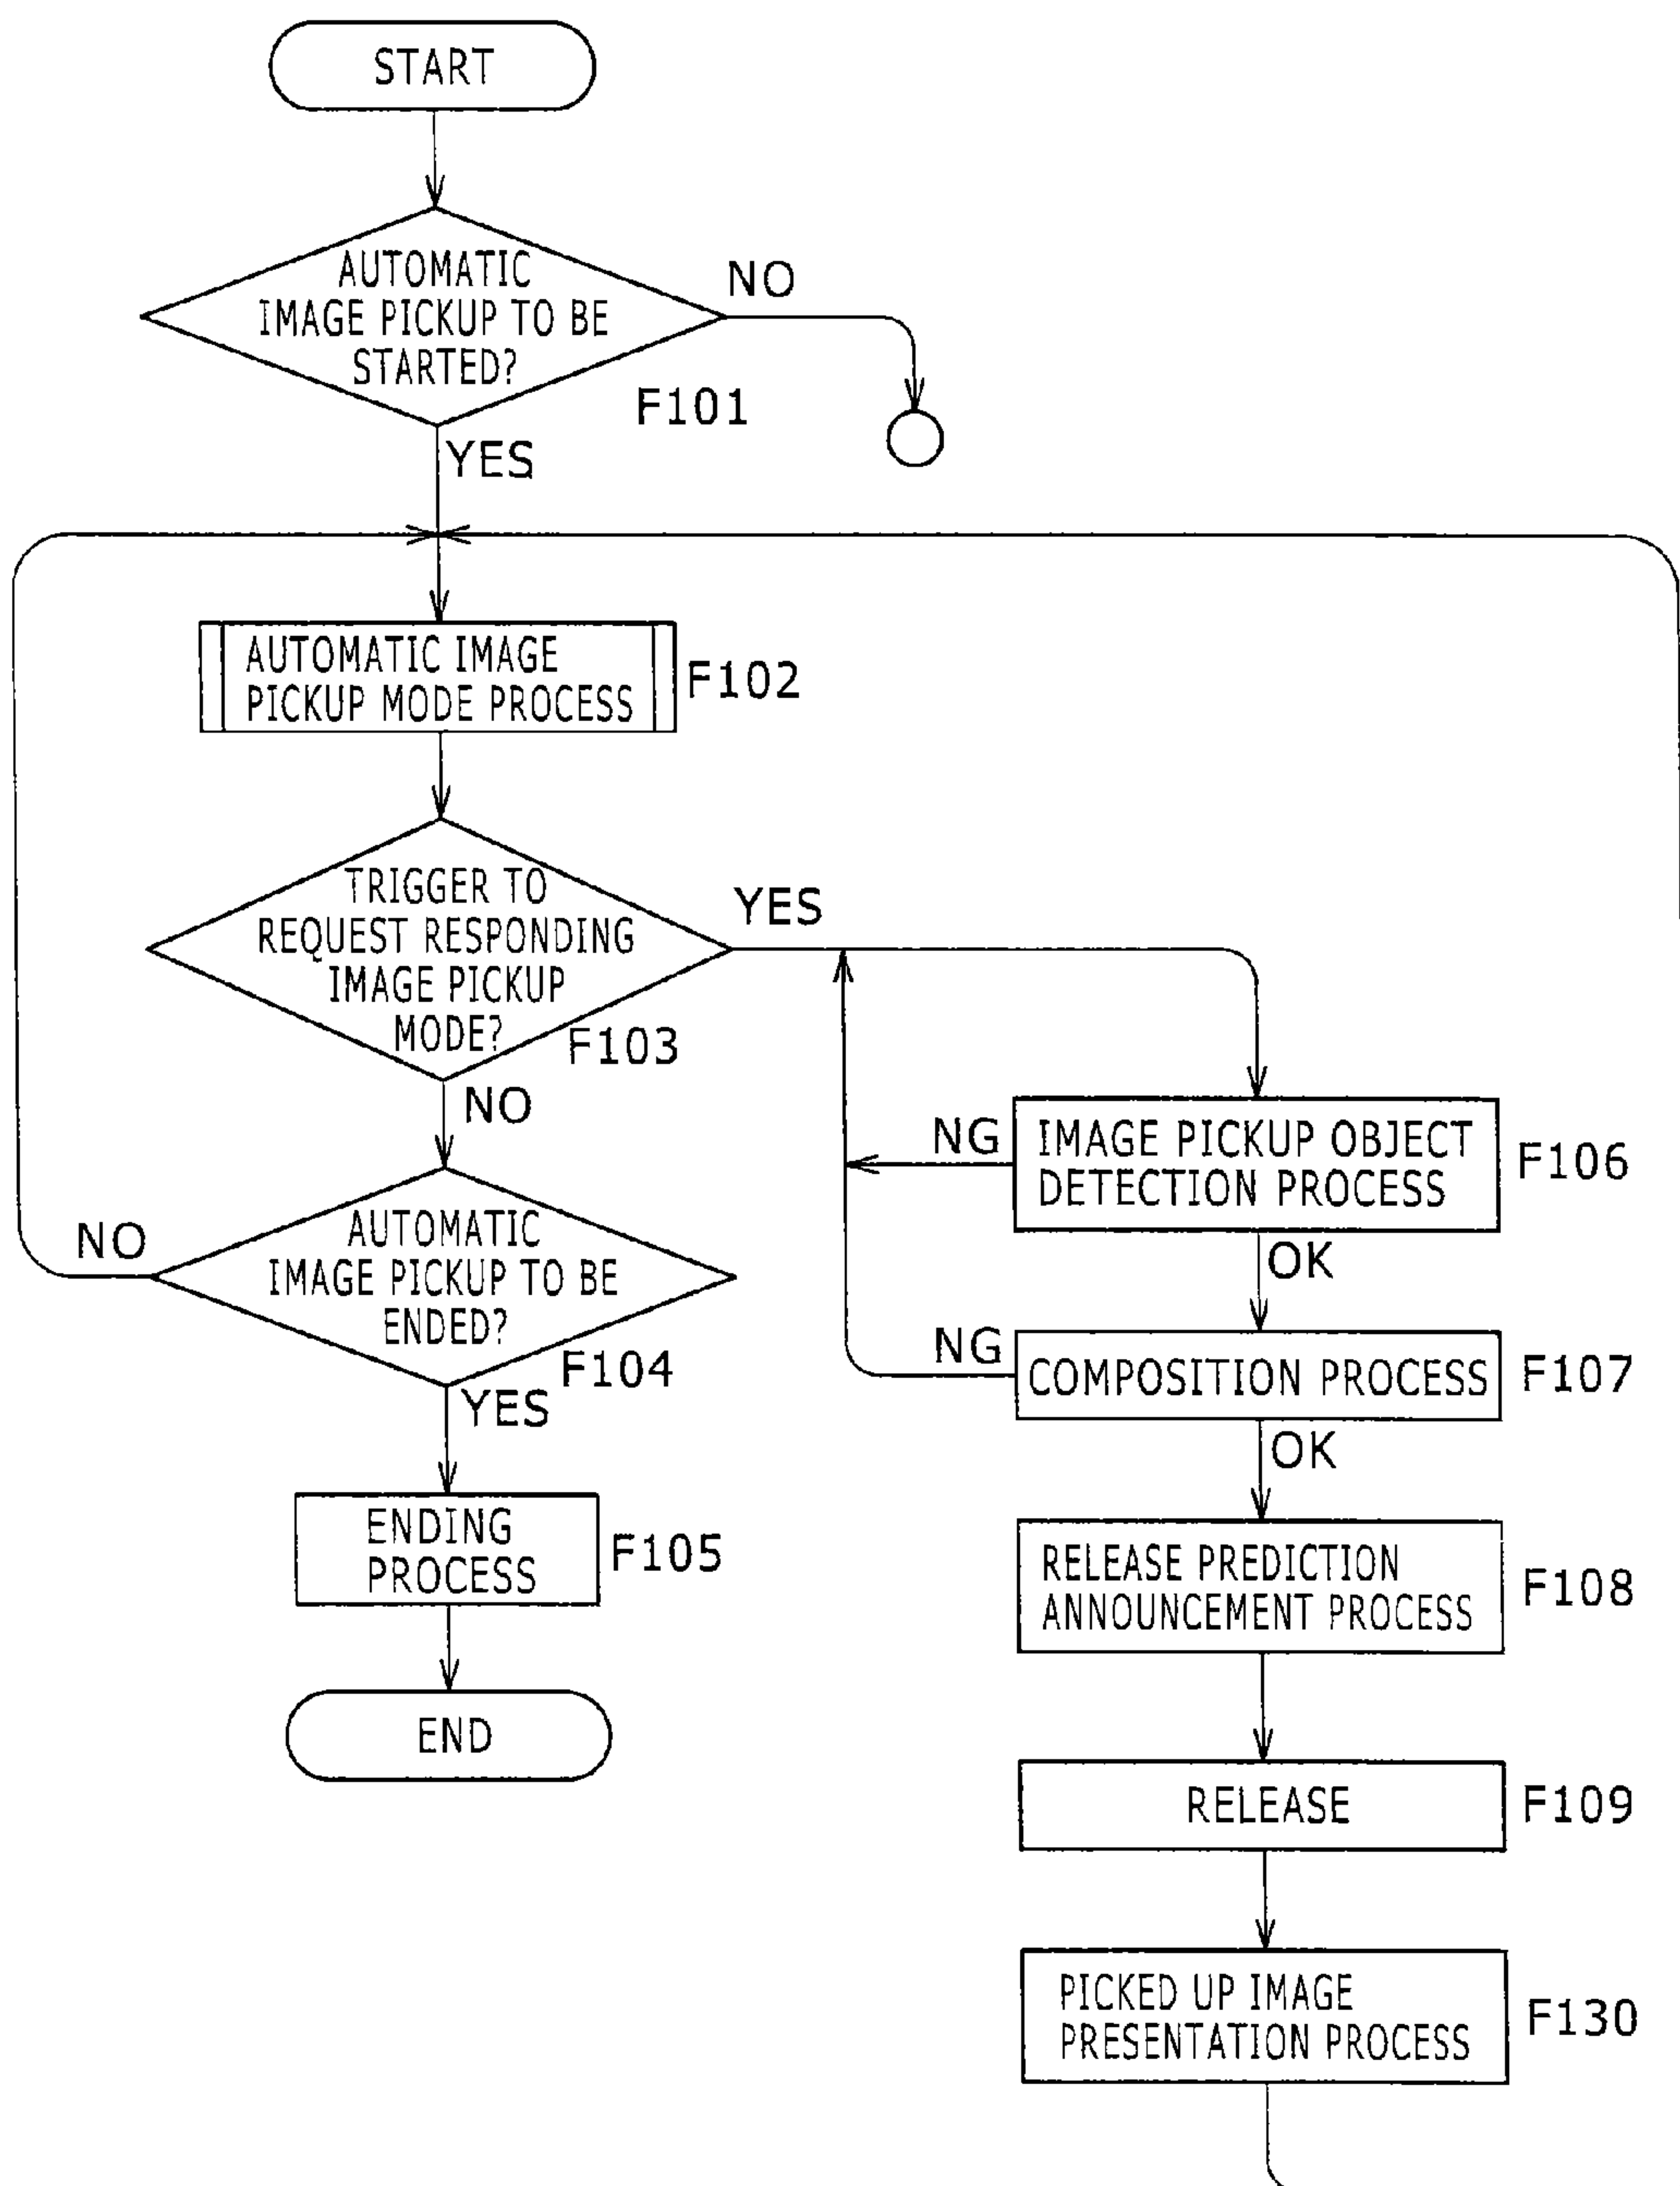 START
AUTOMATIC
IMAGE PICKUP TO BE
STARTED?
NO
F101
YES
AUTOMATIC IMAGE
PICKUP MODE PROCESS
F102
TRIGGER TO
REQUEST RESPONDING
IMAGE PICKUP
MODE?
YES
F103
NO
AUTOMATIC
IMAGE PICKUP TO BE
ENDED?
NO
F104
YES
ENDING
PROCESS
F105
END
IMAGE PICKUP OBJECT
DETECTION PROCESS
NG
F106
OK
COMPOSITION PROCESS
NG
F107
OK
RELEASE PREDICTION
ANNOUNCEMENT PROCESS
F108
RELEASE
F109
PICKED UP IMAGE
PRESENTATION PROCESS
F130